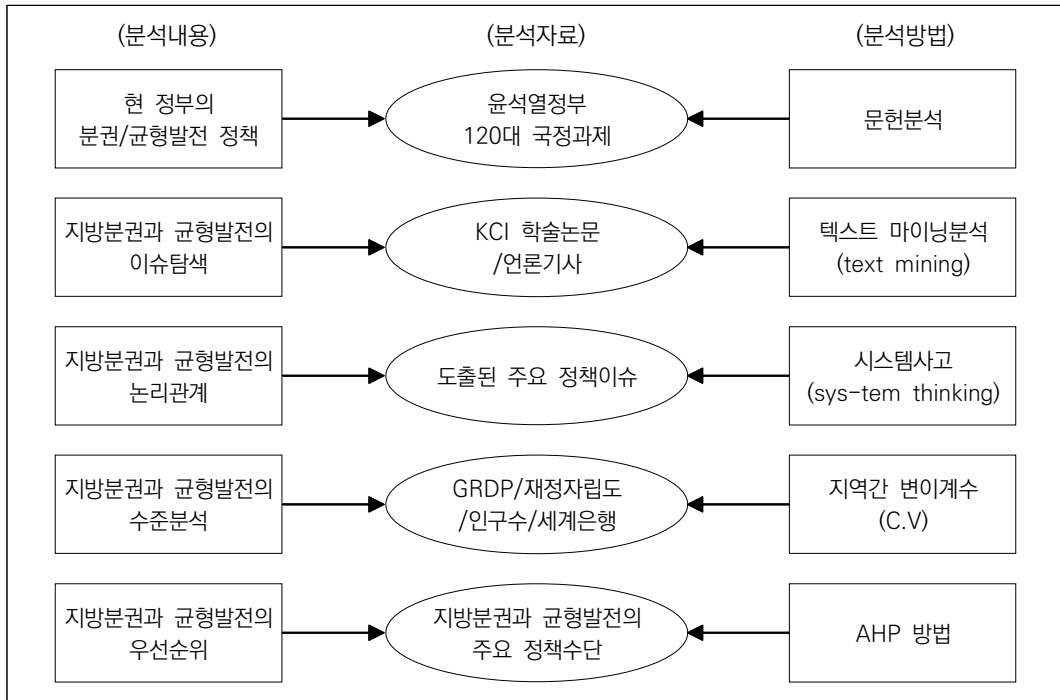 (분석내용) (분석자료) (분석방법)
현 정부의
분권/균형발전 정책
윤석열정부
120대 국정과제
문헌분석
지방분권과 균형발전의
이슈탐색
KCI 학술논문
/언론기사
텍스트 마이닝분석
(text mining)
지방분권과 균형발전의
논리관계
도출된 주요 정책이슈
시스템사고
(sys-tem thinking)
지방분권과 균형발전의
수준분석
GRDP/재정자립도
/인구수/세계은행
지역간 변이계수
(C.V)
지방분권과 균형발전의
우선순위
지방분권과 균형발전의
주요 정책수단
AHP 방법